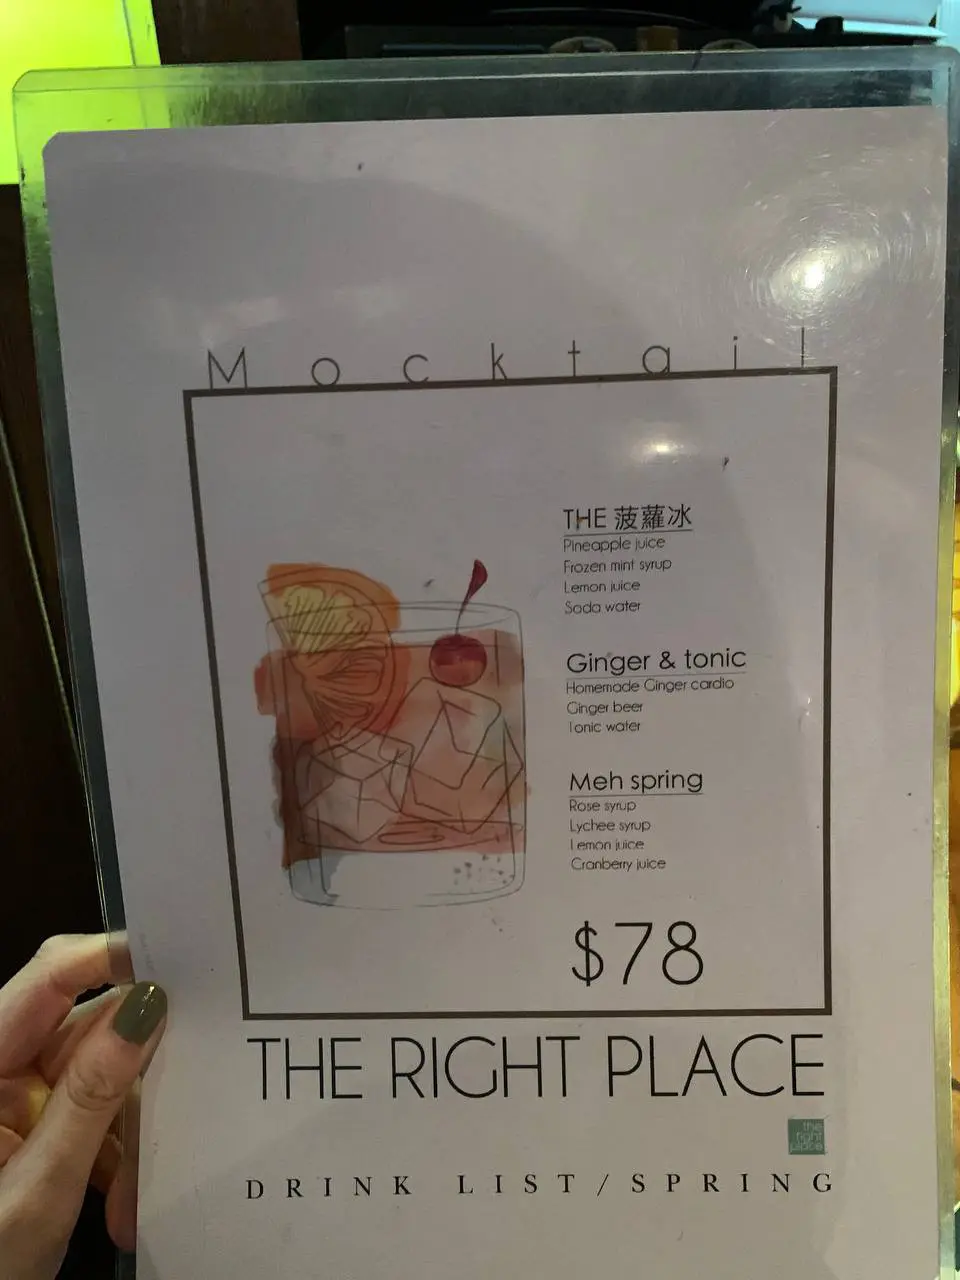 Mocktail
THE 菠蘿冰
Pineapple juice
Frozen mint syrup
Lemon juice
Soda water
Ginger & tonic
Homemade Ginger cardio
Ginger beer
Tonic water
Meh spring
Rose syrup
Lychee syrup
Lemon juice
Cranberry juice
$78
THE RIGHT PLACE
the
right
place
DRINK LIST/SPRING